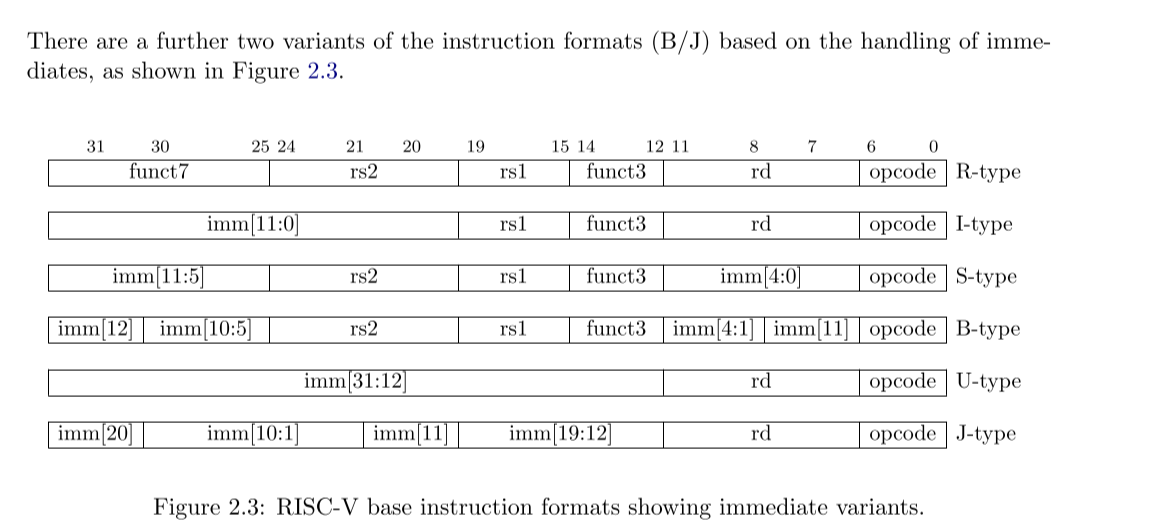 There are a further two variants of the instruction formats (B/J) based on the handling of imme-
diates, as shown in Figure 2.3.
31 30 25 24 21 20 19 15 14 12 11 8 7 6 0
funct7 rs2 rs1 funct3 rd opcode R-type
imm[11:0] rs1 funct3 rd opcode I-type
imm[11:5] rs2 rs1 funct3 imm[4:0] opcode S-type
imm[12] imm[10:5] rs2 rs1 funct3 imm[4:1] imm[11] opcode B-type
imm[31:12] rd opcode U-type
imm[20] imm[10:1] imm[11] imm[19:12] rd opcode J-type
Figure 2.3: RISC-V base instruction formats showing immediate variants.